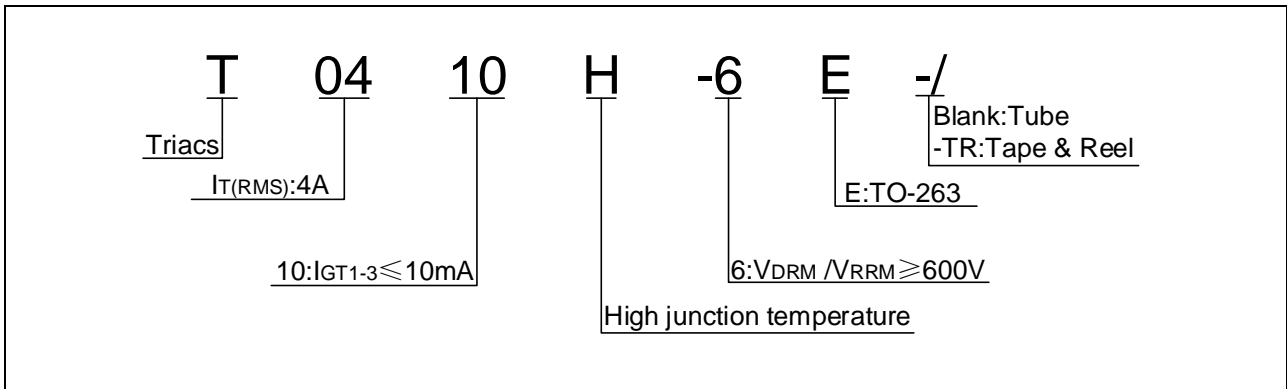 T 04 10 H -6 E -/
Blank:Tube
Triacs
-TR:Tape & Reel
IT(RMS):4A
E:TO-263
10:IGT1-3≤10mA
6:VDRM /VRRM≥600V
High junction temperature